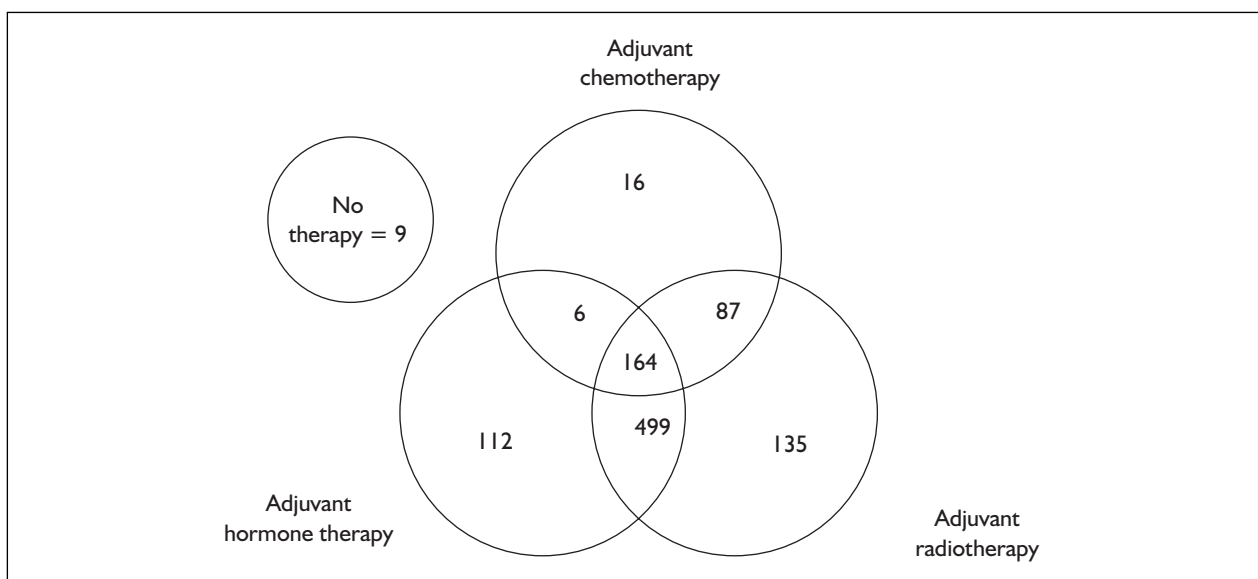 Adjuvant
chemotherapy
16
No
therapy = 9
6
87
164
112
499
135
Adjuvant
hormone therapy
Adjuvant
radiotherapy